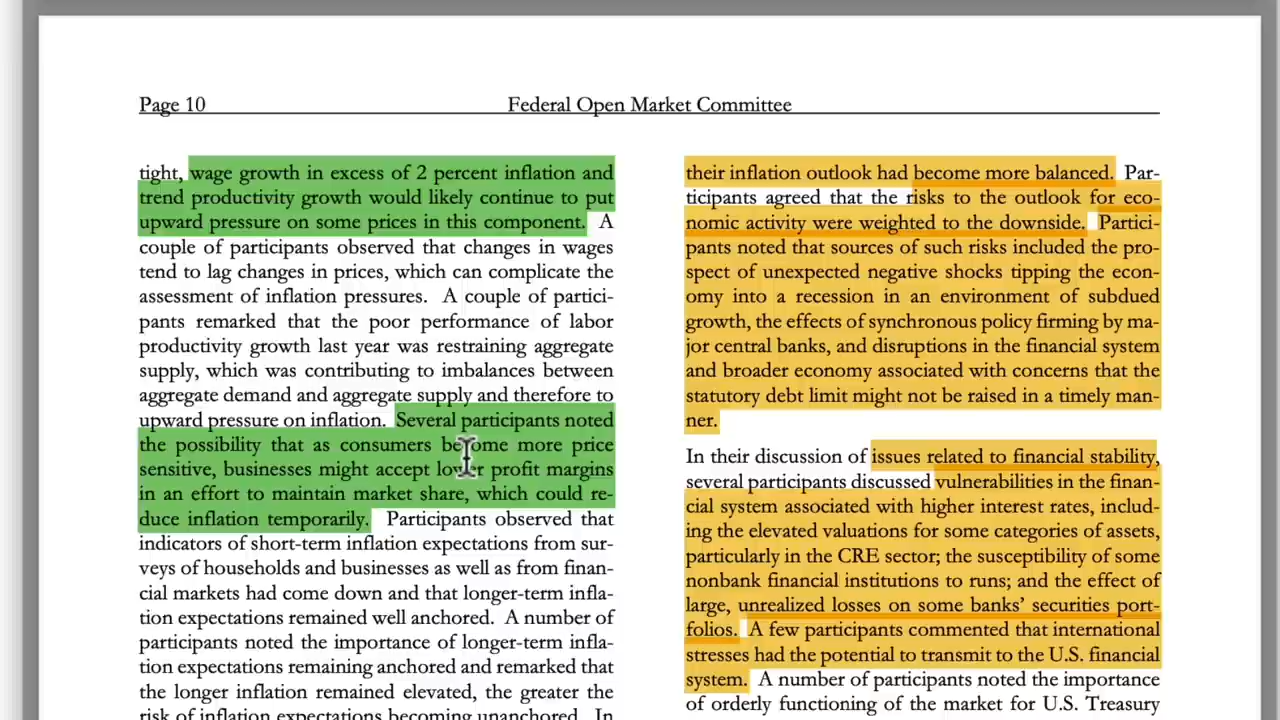 Page 10
Federal Open Market Committee
tight, wage growth in excess of 2 percent inflation and
trend productivity growth would likely continue to put
upward pressure on some prices in this component. A
couple of participants observed that changes in wages
tend to lag changes in prices, which can complicate the
assessment of inflation pressures. A couple of partici-
pants remarked that the poor performance of labor
productivity growth last year was restraining aggregate
supply, which was contributing to imbalances between
aggregate demand and aggregate supply and therefore to
upward pressure on inflation. Several participants noted
the possibility that as consumers become more price
sensitive, businesses might accept lower profit margins
in an effort to maintain market share, which could re-
duce inflation temporarily. Participants observed that
indicators of short-term inflation expectations from sur-
veys of households and businesses as well as from finan-
cial markets had come down and that longer-term infla-
tion expectations remained well anchored. A number of
participants noted the importance of longer-term infla-
tion expectations remaining anchored and remarked that
the longer inflation remained elevated, the greater the
risk of inflation expectations becoming unanchored. In
their inflation outlook had become more balanced. Par-
ticipants agreed that the risks to the outlook for eco-
nomic activity were weighted to the downside. Partici-
pants noted that sources of such risks included the pro-
spect of unexpected negative shocks tipping the econ-
omy into a recession in an environment of subdued
growth, the effects of synchronous policy firming by ma-
jor central banks, and disruptions in the financial system
and broader economy associated with concerns that the
statutory debt limit might not be raised in a timely man-
ner.
In their discussion of issues related to financial stability,
several participants discussed vulnerabilities in the finan-
cial system associated with higher interest rates, includ-
ing the elevated valuations for some categories of assets,
particularly in the CRE sector; the susceptibility of some
nonbank financial institutions to runs; and the effect of
large, unrealized losses on some banks' securities port-
folios. A few participants commented that international
stresses had the potential to transmit to the U.S. financial
system. A number of participants noted the importance
of orderly functioning of the market for U.S. Treasury